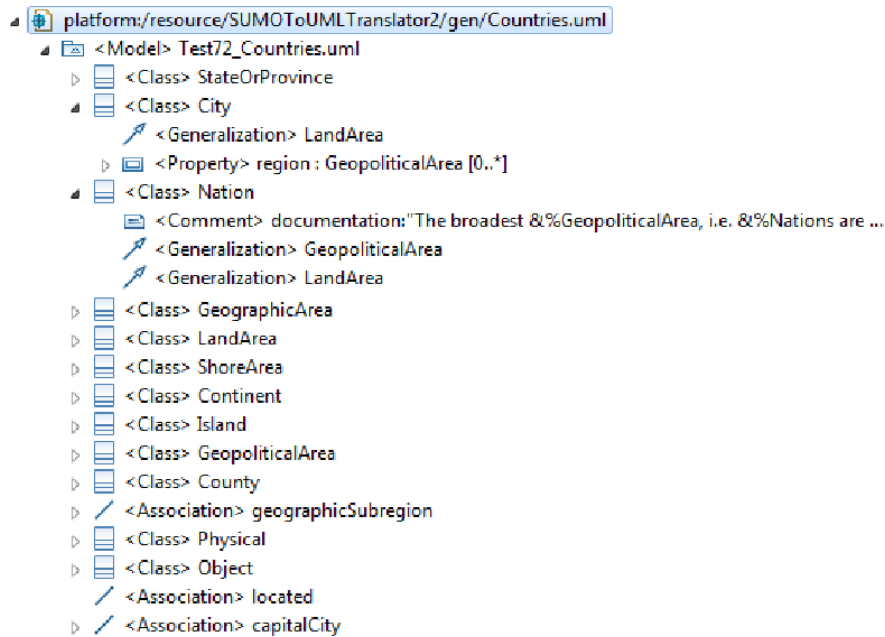 platform:/resource/SUMOToUMLTranslator2/gen/Countries.uml
<Model> Test72_Countries.uml
<Class> StateOrProvince
<Class> City
<Generalization> LandArea
<Property> region : GeopoliticalArea [0..*]
<Class> Nation
<Comment> documentation:"The broadest &%GeopoliticalArea, i.e. &%Nations are ...
<Generalization> GeopoliticalArea
<Generalization> LandArea
<Class> GeographicArea
<Class> LandArea
<Class> ShoreArea
<Class> Continent
<Class> Island
<Class> GeopoliticalArea
<Class> County
<Association> geographicSubregion
<Class> Physical
<Class> Object
<Association> located
<Association> capitalCity